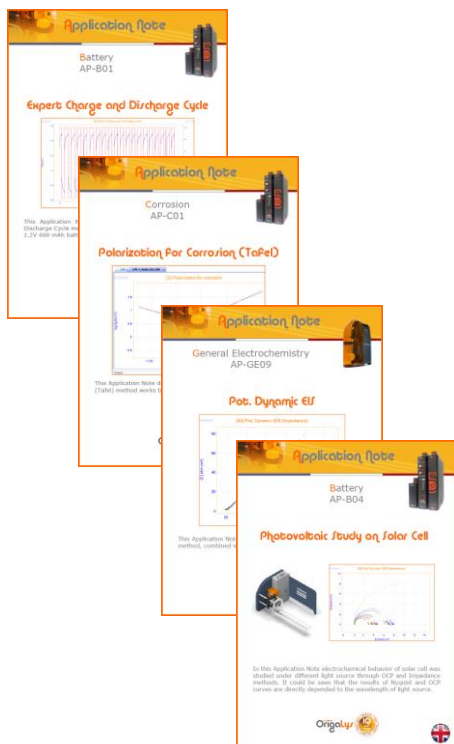 Application Note
Battery
AP-B01
Expert Charge and Discharge Cycle
This Application N
Discharge Cycle me
1.2V 600 mAh batt
Application Note
Corrosion
AP-C01
Polarization For Corrosion (Tafel)
This Application Note d
(Tafel) method works b
Application Note
General Electrochemistry
AP-GE09
Pot. Dynamic EIS
This Application Not
method, combined w
Application Note
Battery
AP-B04
Photovoltaic Study on Solar Cell
In this Application Note electrochemical behavior of solar cell was
studied under different light source through OCP and Impedance
methods. It could be seen that the results of Nyquist and OCP
curves are directly depended to the wavelength of light source.
OrigaLys